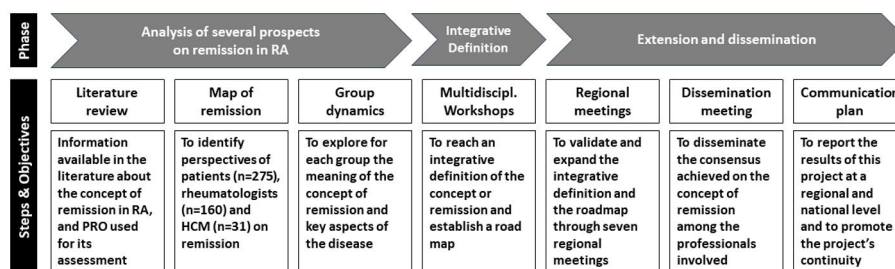 Phase
Analysis of several prospects
on remission in RA
Integrative
Definition
Extension and dissemination
Steps & Objectives
Literature
review
Map of
remission
Group
dynamics
Multidiscipl.
Workshops
Regional
meetings
Dissemination
meeting
Communication
plan
Information
available in the
literature about
the concept of
remission in RA,
and PRO used
for its
assessment
To identify
perspectives of
patients (n=275),
rheumatologists
(n=160) and
HCM (n=31) on
remission
To explore for
each group the
meaning of the
concept of
remission and
key aspects of
the disease
To reach an
integrative
definition of the
concept or
remission and
establish a road
map
To validate and
expand the
integrative
definition and
the roadmap
through seven
regional
meetings
To disseminate
the consensus
achieved on the
concept of
remission
among the
professionals
involved
To report the
results of this
project at a
regional and
national level
and to promote
the project’s
continuity